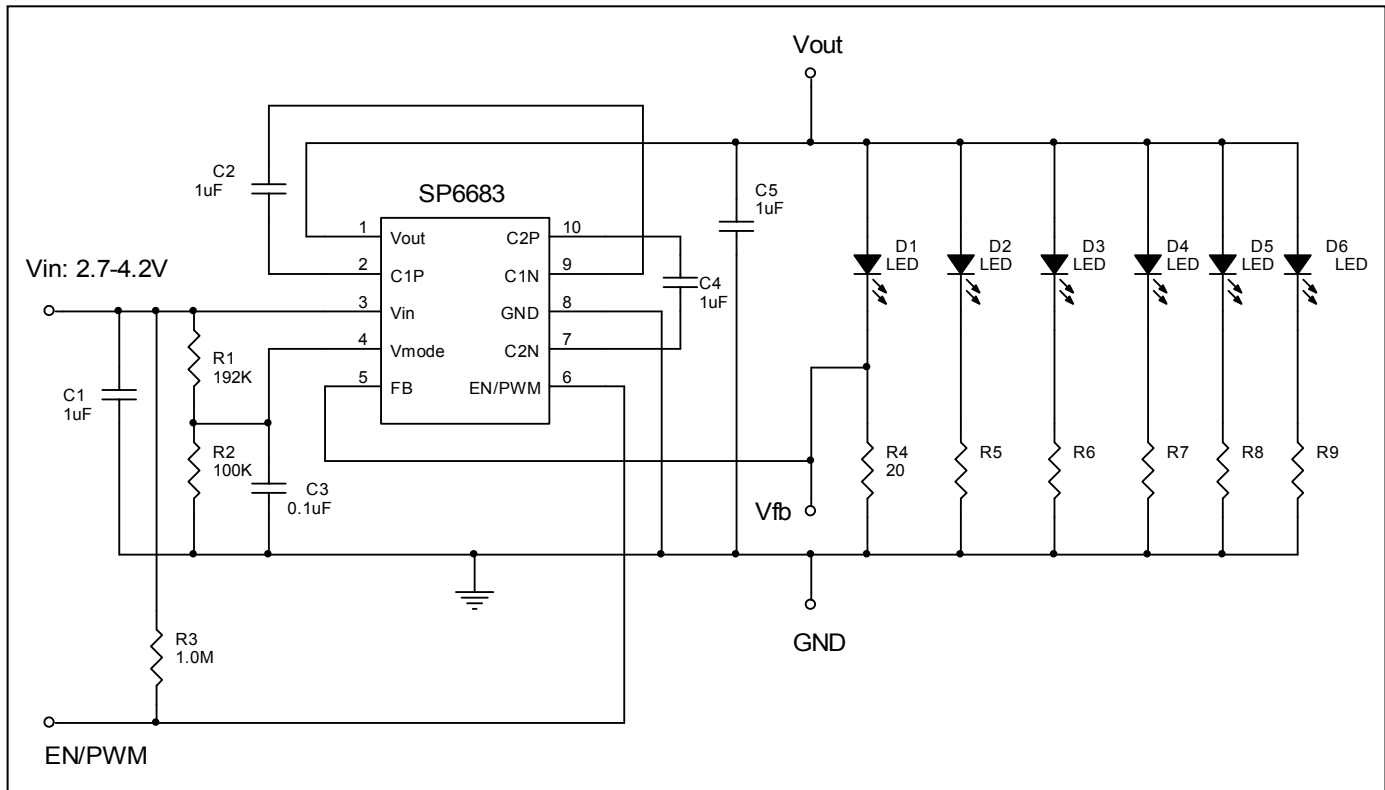 Vout
C2
1uF
SP6683
C5
1uF
1
Vout
C2P
10
2
C1P
C1N
9
3
Vin
GND
8
4
Vmode
C2N
7
5
FB
EN/PWM
6
C4
1uF
D1
LED
D2
LED
D3
LED
D4
LED
D5
LED
D6
LED
Vin: 2.7-4.2V
C1
1uF
R1
192K
R2
100K
C3
0.1uF
R4
20
R5
R6
R7
R8
R9
Vfb
GND
R3
1.0M
EN/PWM